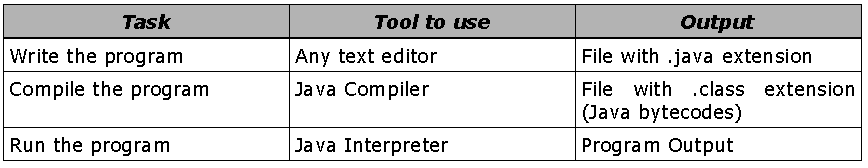 Task Tool to use Output
Write the program Any text editor File with .java extension
Compile the program Java Compiler File with .class extension
(Java bytecodes)
Run the program Java Interpreter Program Output